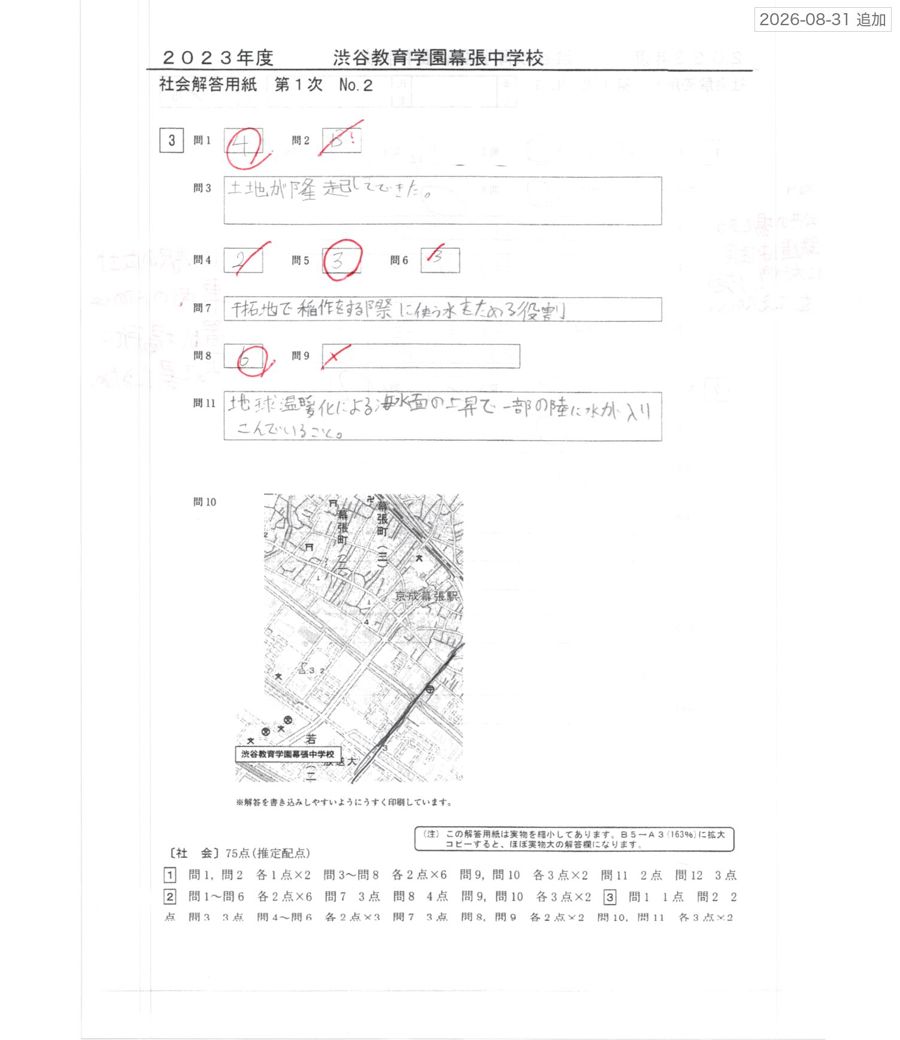 2026-08-31 追加
2023年度 渋谷教育学園幕張中学校
社会解答用紙 第1次 No.2
3 問1 4 問2
問3 土地が隆起してできた。
問4 2 問5 3 問6 3
問7 干拓地で稲作をする際に使う水をためる役割
問8 6 問9 ×
問11 地球温暖化による海水面の上昇で一部の陸に水が入り
こんでいること。
問10
幕張町
幕張町(三)
京成幕張駅
4
32
若
渋谷教育学園幕張中学校
放送大
(二)
※解答を書き込みしやすいようにうすく印刷しています。
(注) この解答用紙は実物を縮小してあります。B5→A3(163%)に拡大
コピーすると、ほぼ実物大の解答欄になります。
〔社 会〕75点(推定配点)
1 問1,問2 各1点×2 問3~問8 各2点×6 問9,問10 各3点×2 問11 2点 問12 3点
2 問1~問6 各2点×6 問7 3点 問8 4点 問9,問10 各3点×2 3 問1 1点 問2 2
点 問3 3点 問4~問6 各2点×3 問7 3点 問8,問9 各2点×2 問10,問11 各3点×2